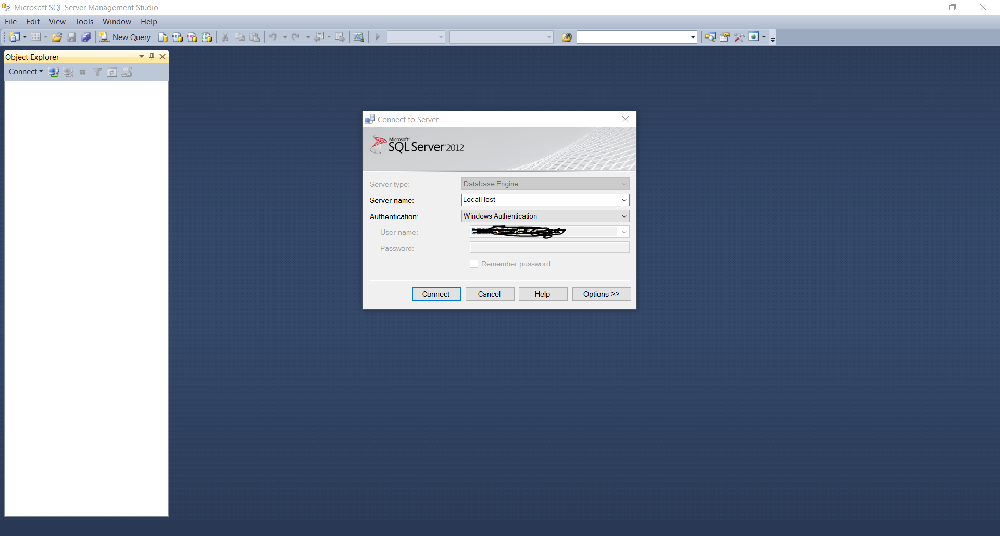 Microsoft SQL Server Management Studio
File Edit View Tools Window Help
New Query
Object Explorer
Connect
Connect to Server
Microsoft®
SQL Server 2012
Server type: Database Engine
Server name: LocalHost
Authentication: Windows Authentication
User name:
Password:
Remember password
Connect Cancel Help Options >>